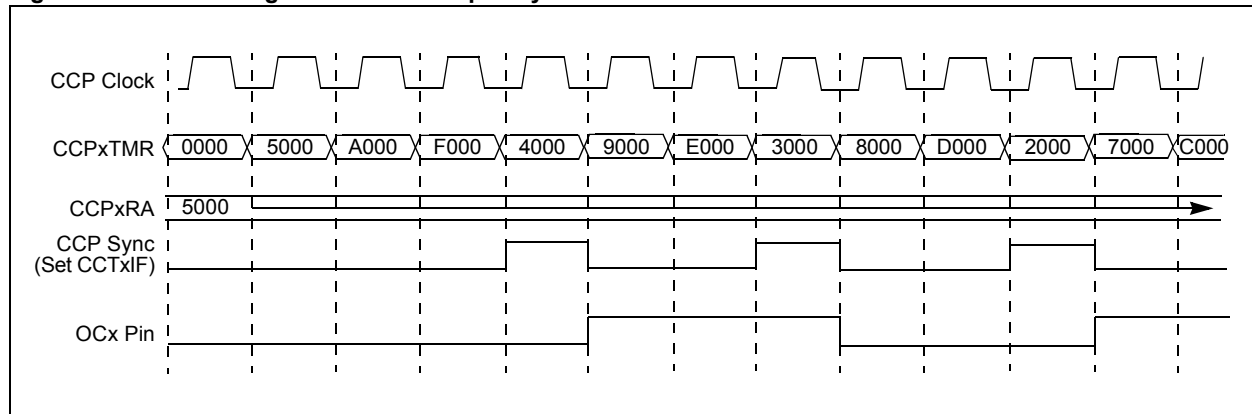 CCP Clock
CCPxTMR 0000 5000 A000 F000 4000 9000 E000 3000 8000 D000 2000 7000 C000
CCPxRA 5000
CCP Sync
(Set CCTxIF)
OCx Pin